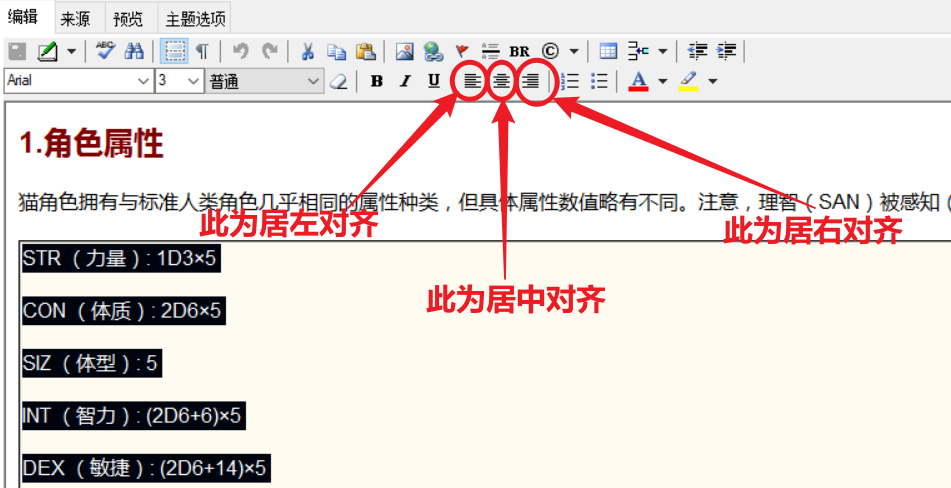 编辑 来源 预览 主题选项
ABC BR ©
Arial 3 普通 B I U A
1.角色属性
猫角色拥有与标准人类角色几乎相同的属性种类，但具体属性数值略有不同。注意，理智（SAN）被感知（
此为居左对齐
此为居右对齐
STR（力量）: 1D3×5
此为居中对齐
CON（体质）: 2D6×5
SIZ（体型）: 5
INT（智力）: (2D6+6)×5
DEX（敏捷）: (2D6+14)×5